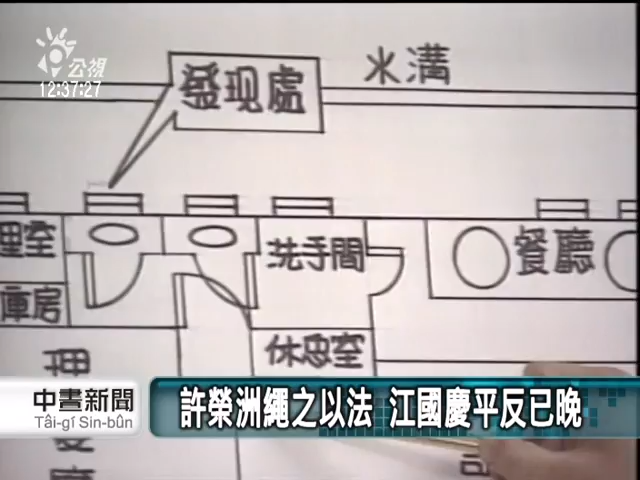 公視
12:37:27
發现處
水溝
理室
庫房
洗手間
餐廳
休息室
中晝新聞
Tâi-gí Sin-bûn
許榮洲繩之以法 江國慶平反已晚